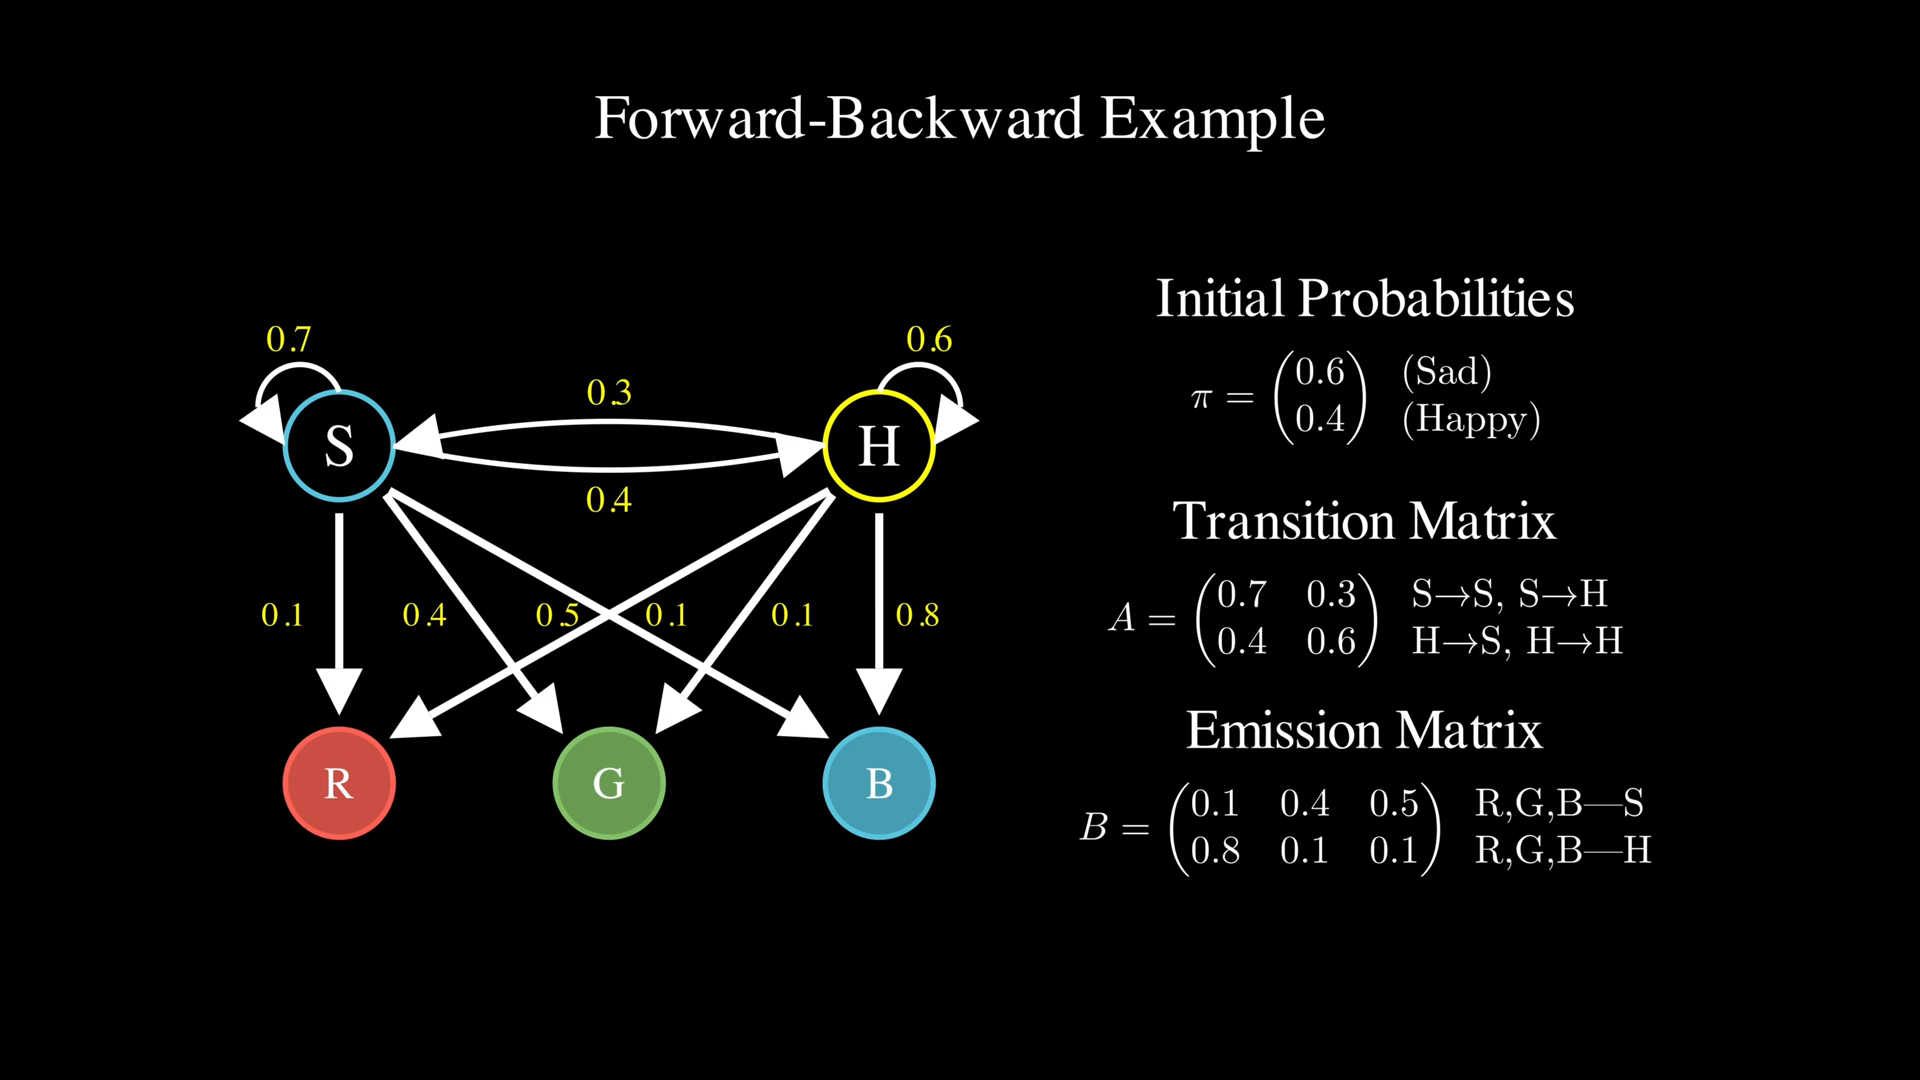 Forward-Backward Example
0.7
0.6
0.3
S
H
0.4
0.1
0.4
0.5
0.1
0.1
0.8
R
G
B
Initial Probabilities
π = (0.6 0.4)
(Sad)
(Happy)
Transition Matrix
A = (0.7 0.3
0.4 0.6)
S→S, S→H
H→S, H→H
Emission Matrix
B = (0.1 0.4 0.5
0.8 0.1 0.1)
R,G,B—S
R,G,B—H